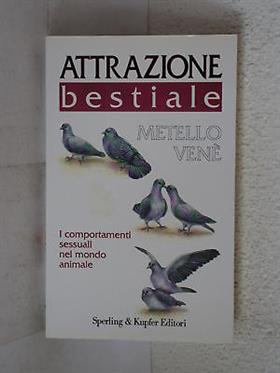 ATTRAZIONE
bestiale
METELLO
VENÈ
I comportamenti
sessuali
nel mondo
animale
Sperling & Kupfer Editori